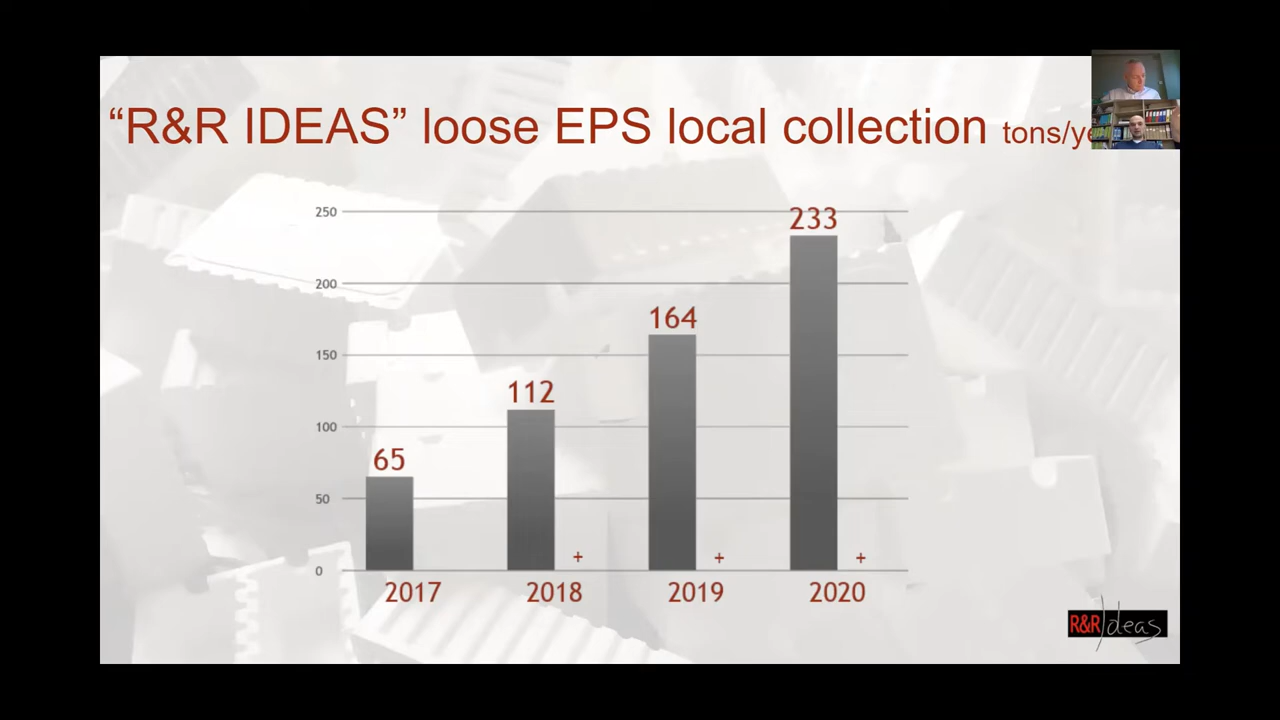 “R&R IDEAS” loose EPS local collection
250
233
200
164
150
112
100
65
50
+ + +
0
2017 2018 2019 2020
R&R Ideas